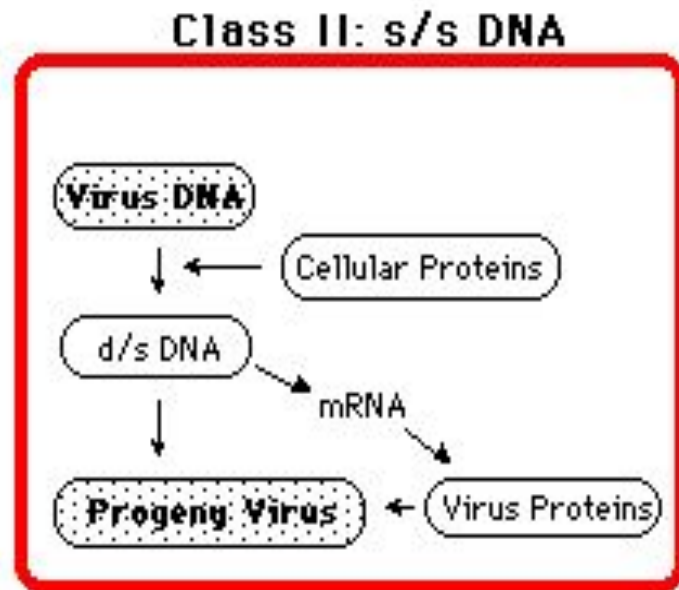 Class II: s/s DNA
Virus DNA
Cellular Proteins
d/s DNA
mRNA
Progeny Virus
Virus Proteins